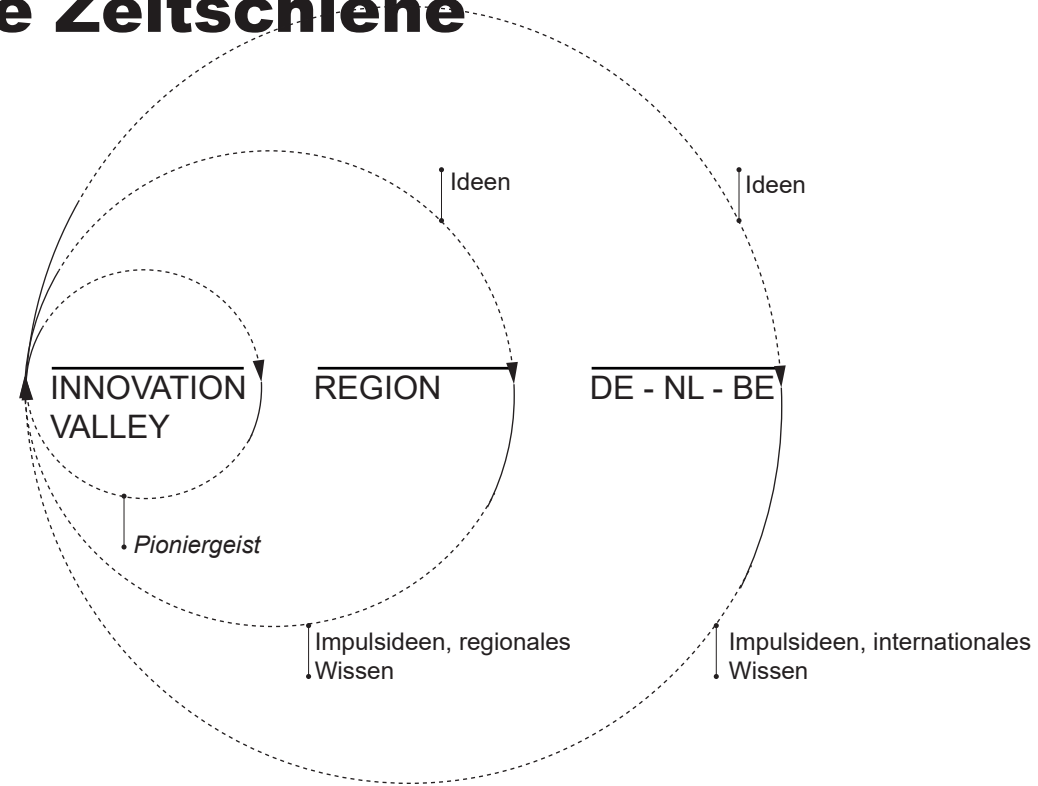 e Zeitschiene
Ideen
Ideen
INNOVATION
VALLEY
REGION
DE - NL - BE
Pioniergeist
Impulsideen, regionales
Wissen
Impulsideen, internationales
Wissen